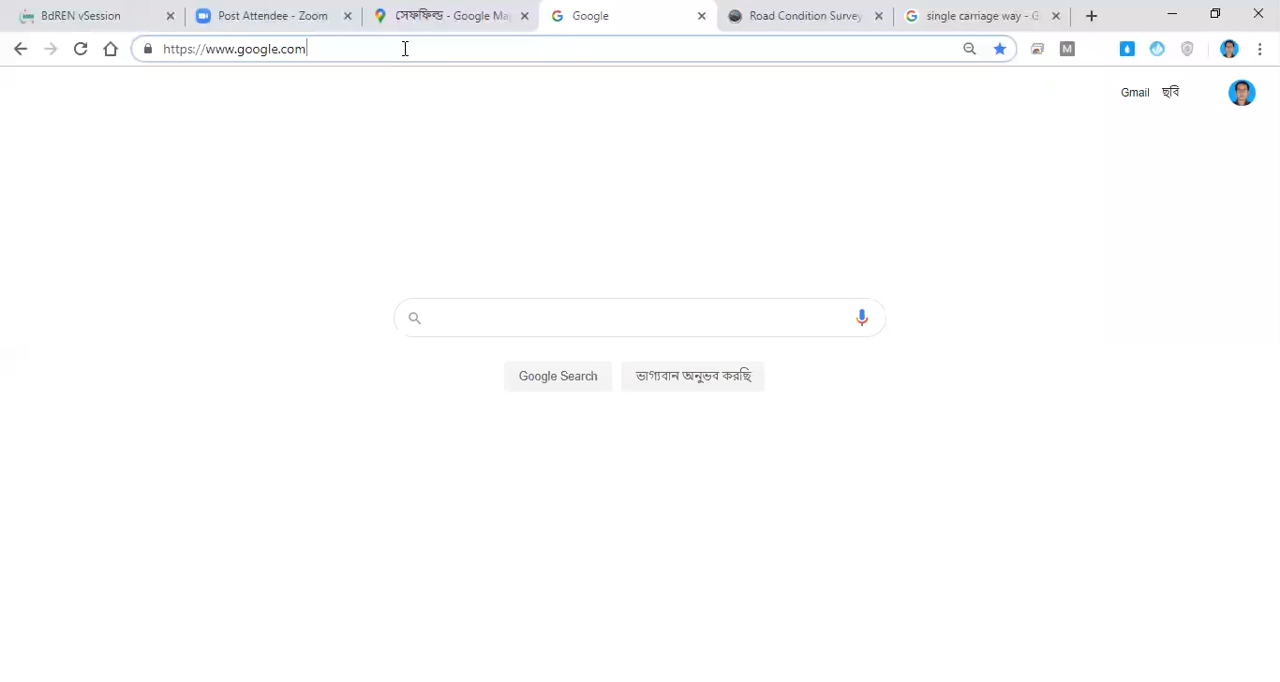 BdREN vSession
Post Attendee - Zoom
সেফফিল্ড - Google Ma
Google
Road Condition Survey
single carriage way - G
https://www.google.com
M
Gmail ছবি
Google Search
ভাগ্যবান অনুভব করছি